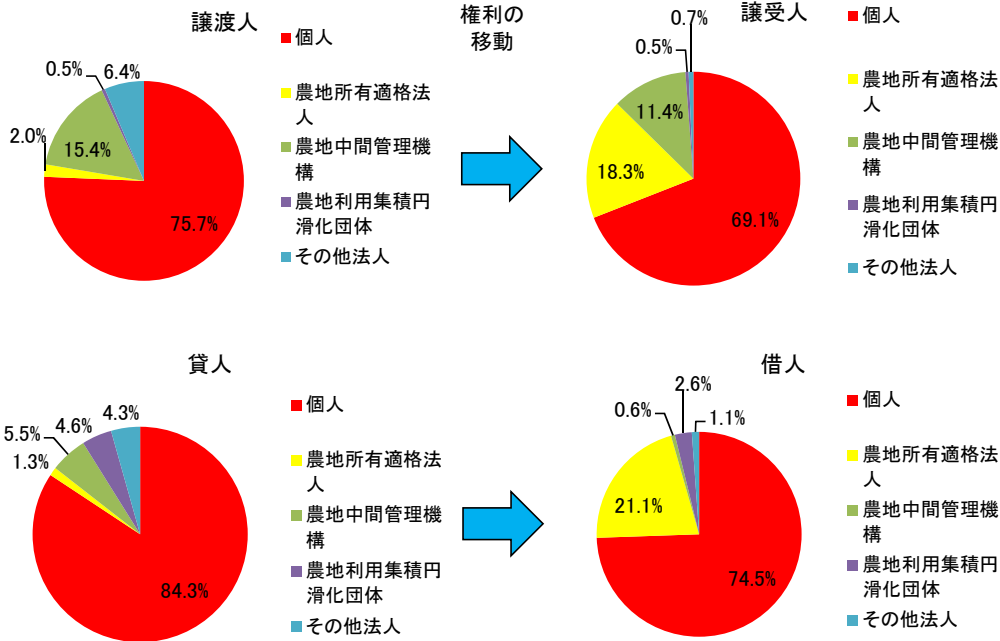 譲渡人
権利の
移動
譲受人
0.5%
6.4%
2.0%
15.4%
75.7%
個人
農地所有適格法
人
農地中間管理機
構
農地利用集積円
滑化団体
その他法人
0.7%
0.5%
11.4%
18.3%
69.1%
個人
農地所有適格法
人
農地中間管理機
構
農地利用集積円
滑化団体
その他法人
貸人
4.3%
4.6%
5.5%
1.3%
84.3%
個人
農地所有適格法
人
農地中間管理機
構
農地利用集積円
滑化団体
その他法人
借人
2.6%
0.6%
1.1%
21.1%
74.5%
個人
農地所有適格法
人
農地中間管理機
構
農地利用集積円
滑化団体
その他法人